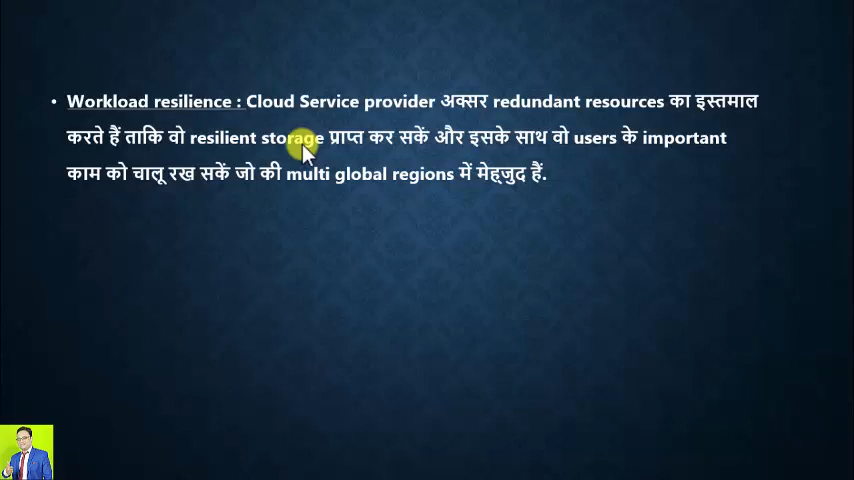 • Workload resilience : Cloud Service provider अक्सर redundant resources का इस्तमाल
करते हैं ताकि वो resilient storage प्राप्त कर सकें और इसके साथ वो users के important
काम को चालू रख सकें जो की multi global regions में मेह्जुद हैं.